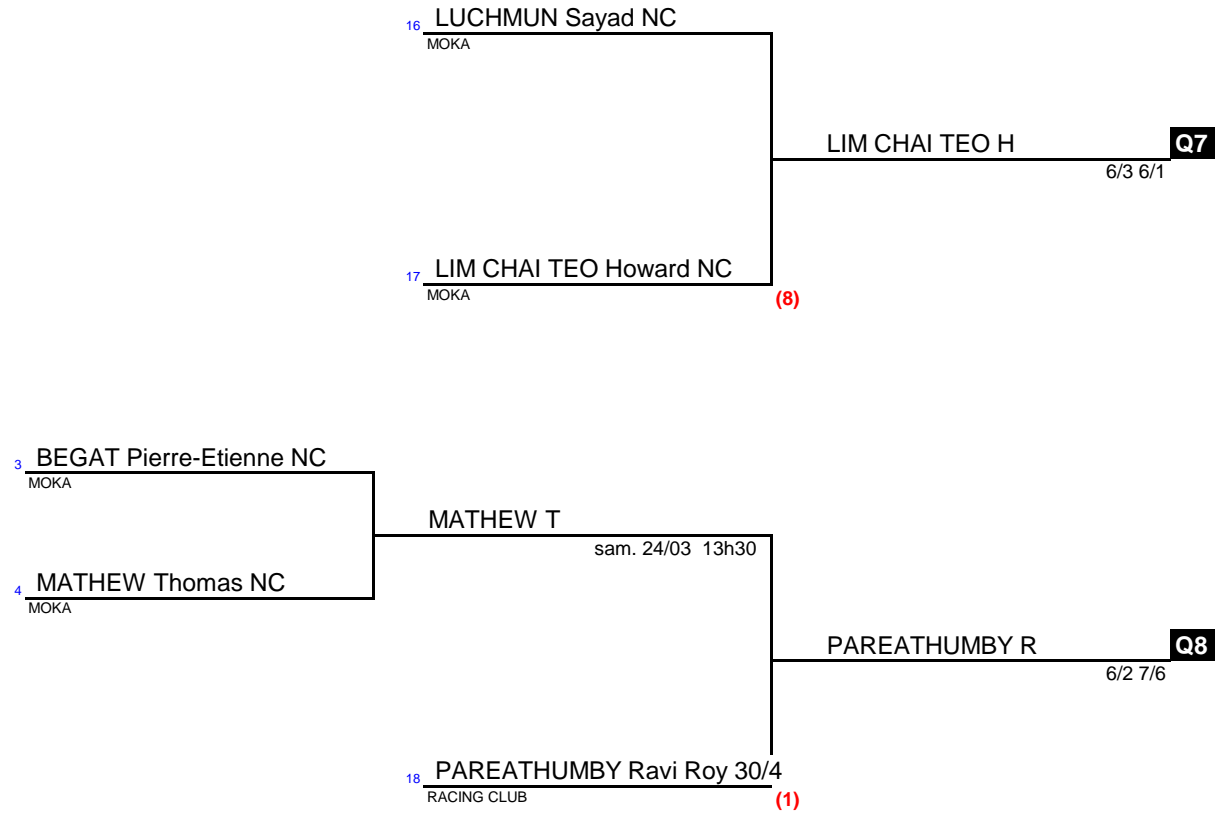 16 LUCHMUN Sayad NC
MOKA
LIM CHAI TEO H Q7
6/3 6/1
17 LIM CHAI TEO Howard NC
MOKA (8)
3 BEGAT Pierre-Etienne NC
MOKA
MATHEW T
sam. 24/03 13h30
4 MATHEW Thomas NC
MOKA
PAREATHUMBY R Q8
6/2 7/6
18 PAREATHUMBY Ravi Roy 30/4
RACING CLUB (1)